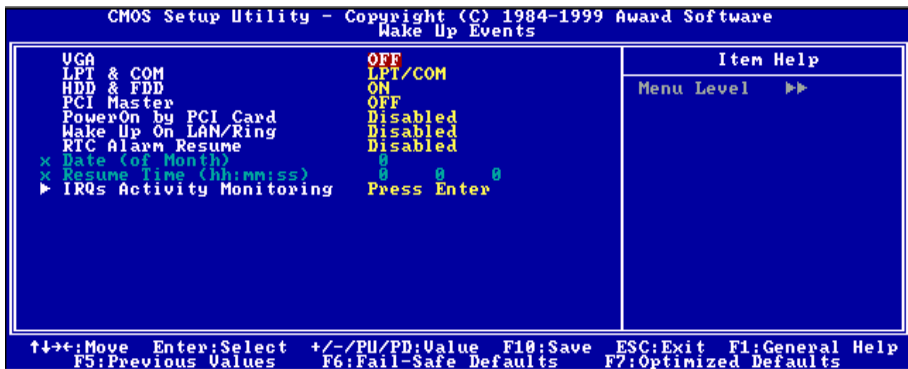 CMOS Setup Utility - Copyright (C) 1984-1999 Award Software
Wake Up Events
VGA OFF
LPT & COM LPT/COM
HDD & FDD ON
PCI Master OFF
PowerOn by PCI Card Disabled
Wake Up On LAN/Ring Disabled
RTC Alarm Resume Disabled
x Date (of Month) 0
x Resume Time (hh:mm:ss) 0 0 0
► IRQs Activity Monitoring Press Enter
Item Help
Menu Level ►►
↑↓→←:Move Enter:Select +/-/PU/PD:Value F10:Save ESC:Exit F1:General Help
F5:Previous Values F6:Fail-Safe Defaults F7:Optimized Defaults